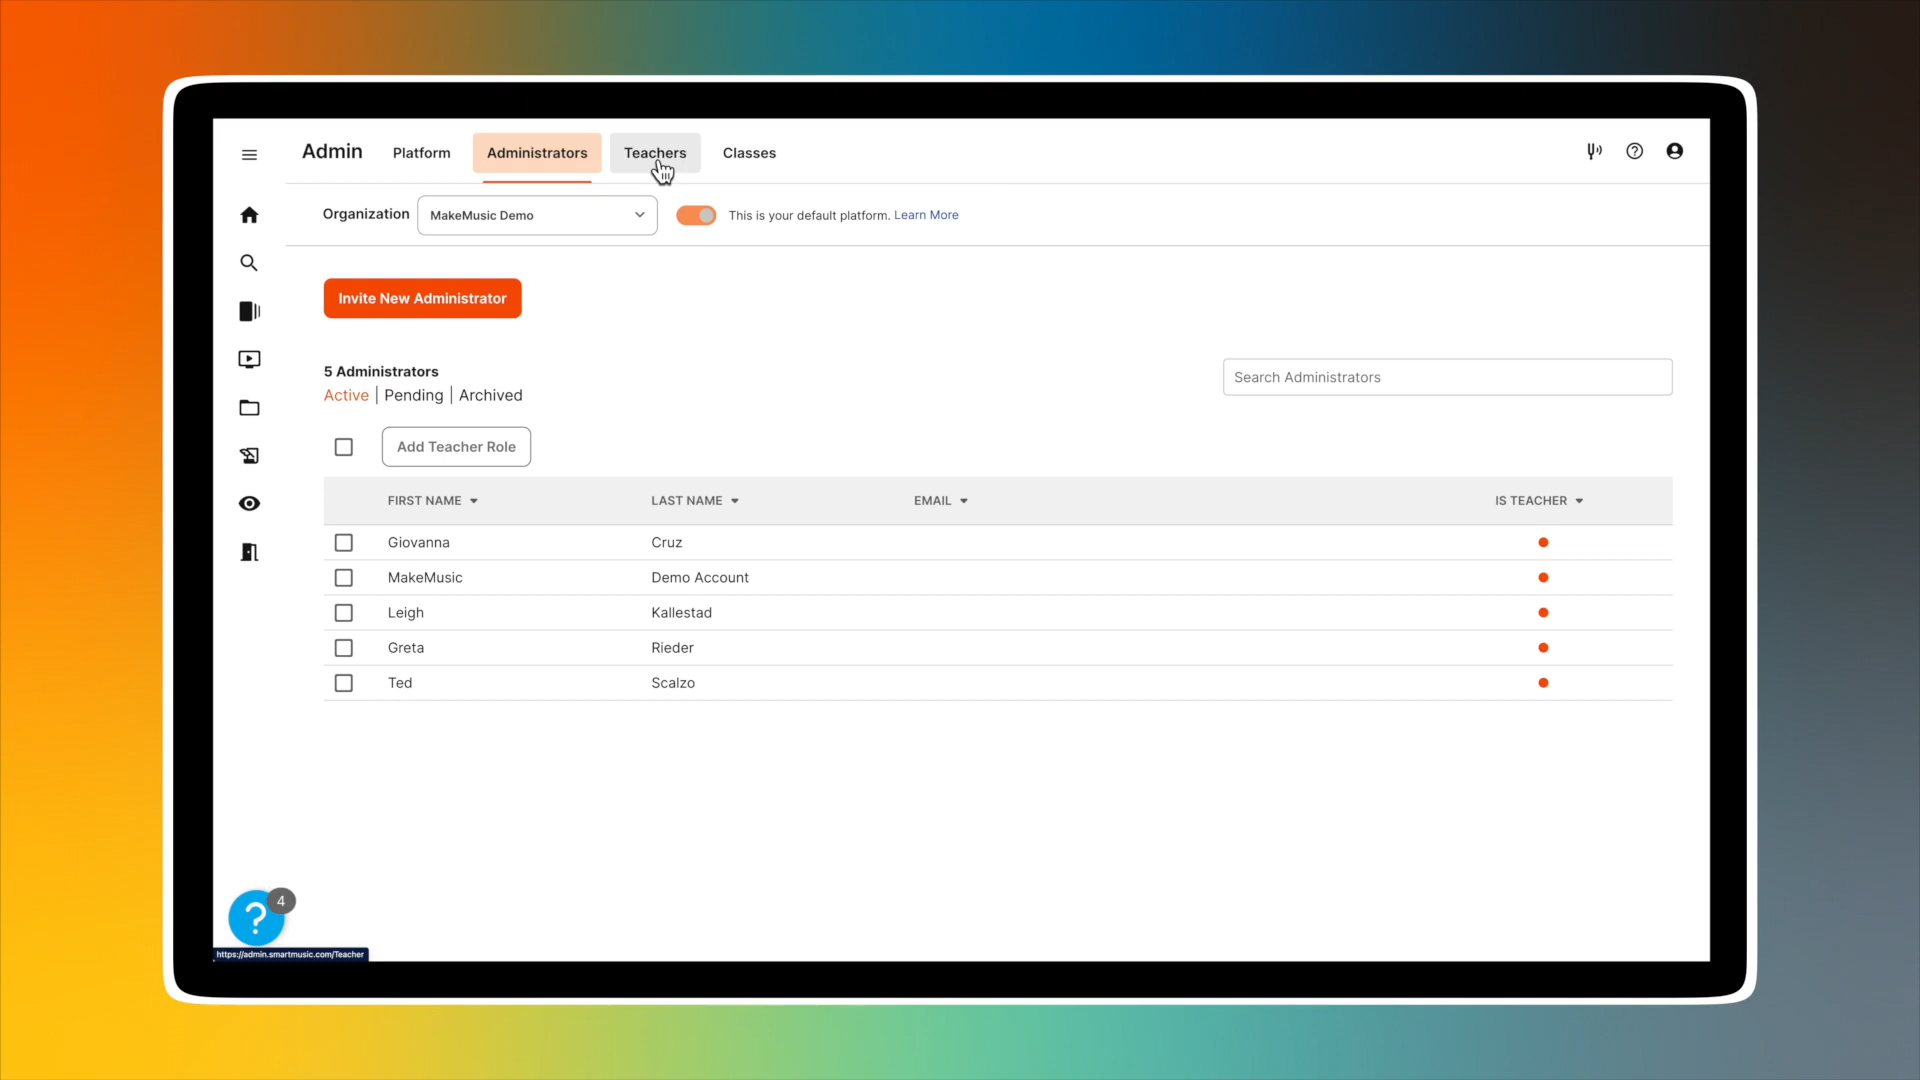 Admin Platform Administrators Teachers Classes
Organization MakeMusic Demo This is your default platform. Learn More
Invite New Administrator
5 Administrators
Active | Pending | Archived
Search Administrators
Add Teacher Role
FIRST NAME LAST NAME EMAIL IS TEACHER
Giovanna Cruz
MakeMusic Demo Account
Leigh Kallestad
Greta Rieder
Ted Scalzo
? 4
https://admin.smartmusic.com/Teacher